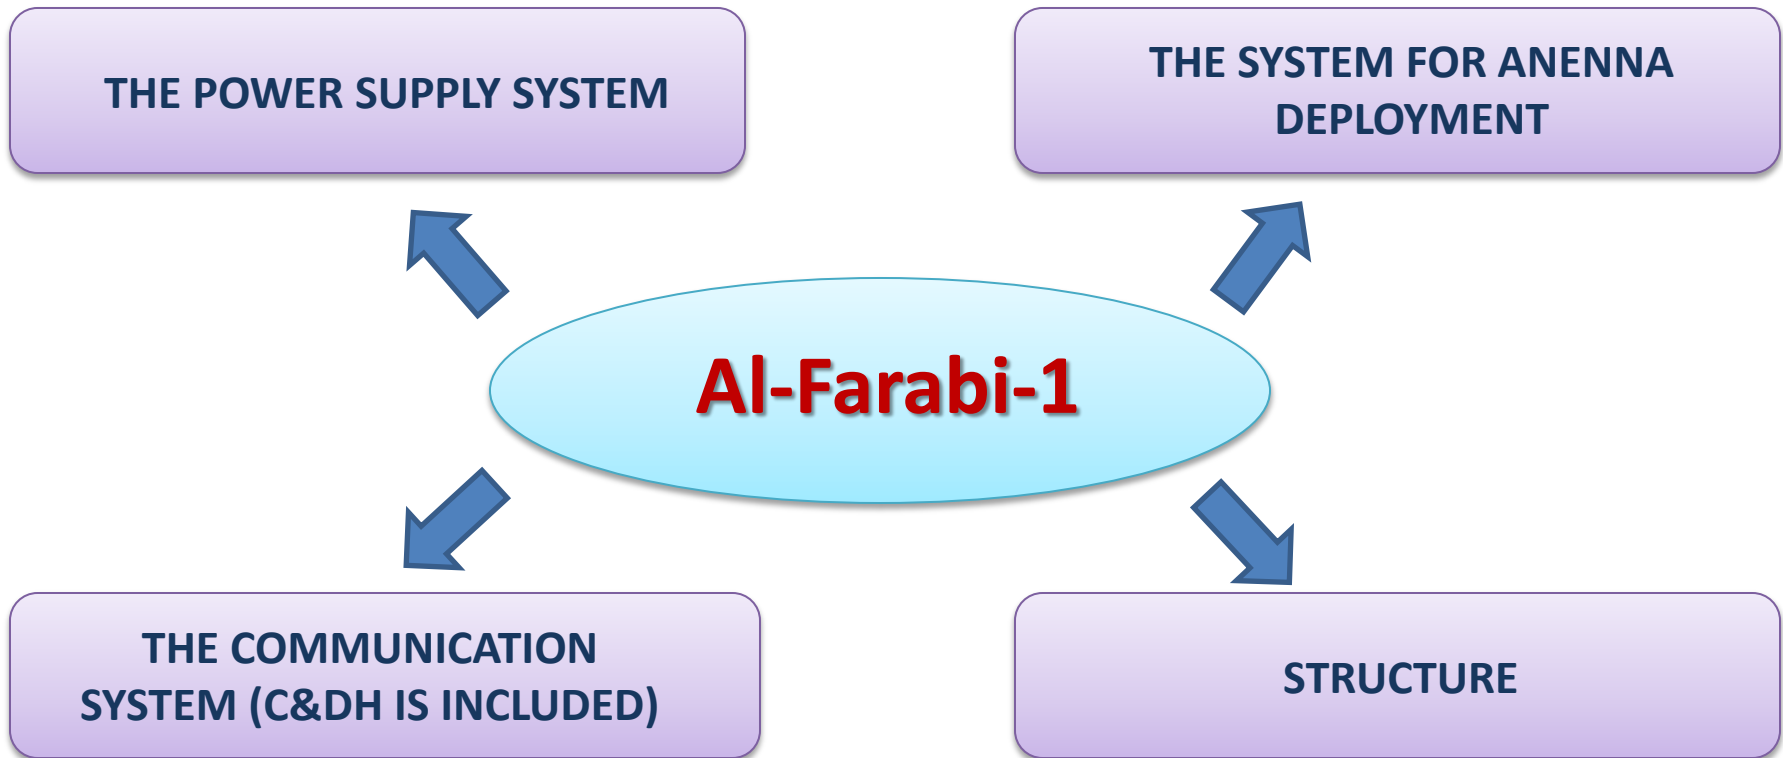 THE POWER SUPPLY SYSTEM
THE SYSTEM FOR ANENNA
DEPLOYMENT
Al-Farabi-1
THE COMMUNICATION
SYSTEM (C&DH IS INCLUDED)
STRUCTURE